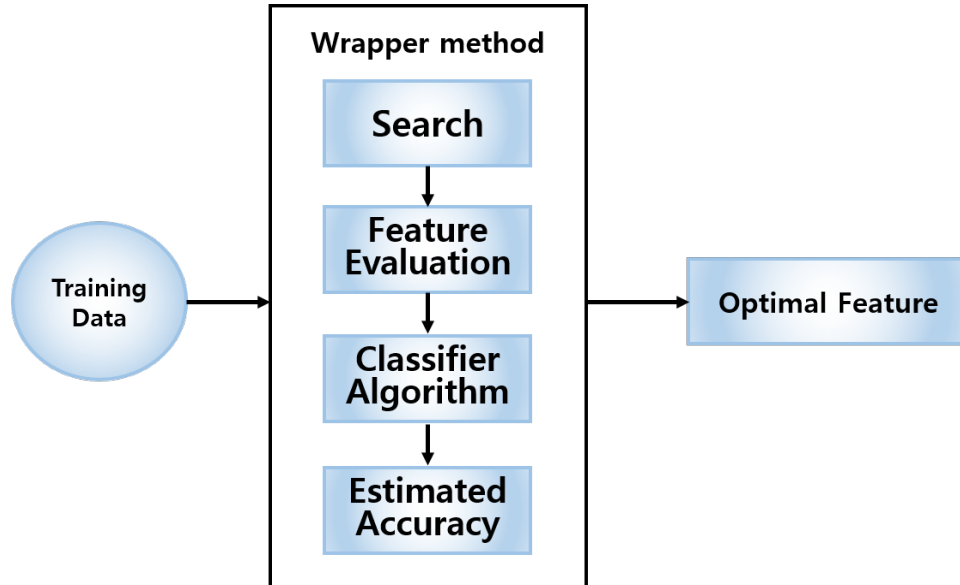 Wrapper method
Search
Feature
Evaluation
Classifier
Algorithm
Estimated
Accuracy
Training
Data
Optimal Feature